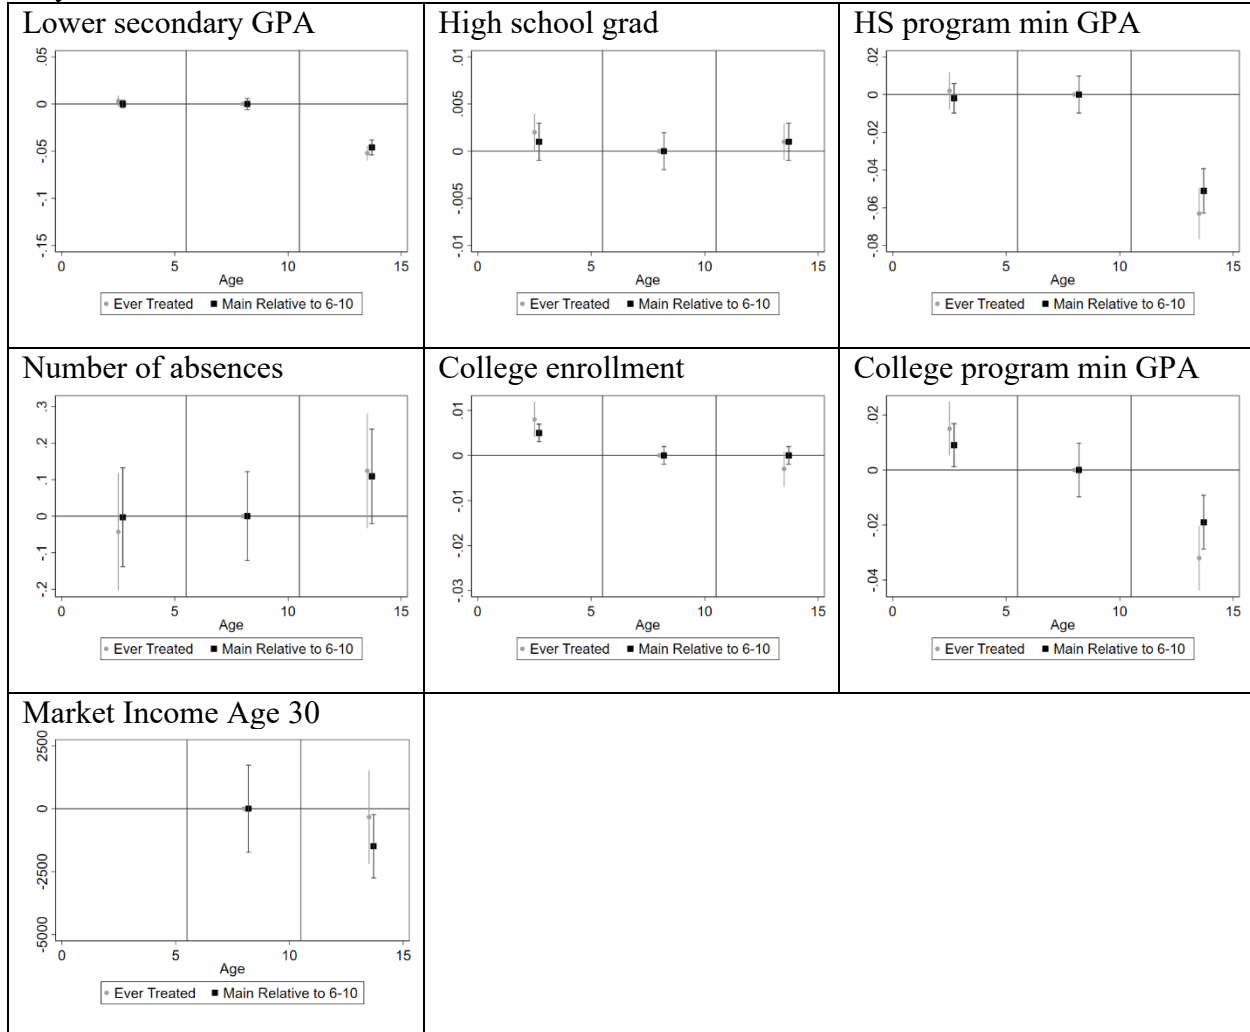 Lower secondary GPA
.05
0
-.05
-.1
-.15
0 5 10 15
Age
Ever Treated Main Relative to 6-10
High school grad
.01
.005
0
-.005
-.01
0 5 10 15
Age
Ever Treated Main Relative to 6-10
HS program min GPA
.02
0
-.02
-.04
-.06
-.08
0 5 10 15
Age
Ever Treated Main Relative to 6-10
Number of absences
.3
.2
.1
0
-.1
-.2
0 5 10 15
Age
Ever Treated Main Relative to 6-10
College enrollment
.01
0
-.01
-.02
-.03
0 5 10 15
Age
Ever Treated Main Relative to 6-10
College program min GPA
.02
0
-.02
-.04
0 5 10 15
Age
Ever Treated Main Relative to 6-10
Market Income Age 30
2500
0
-2500
-5000
0 5 10 15
Age
Ever Treated Main Relative to 6-10